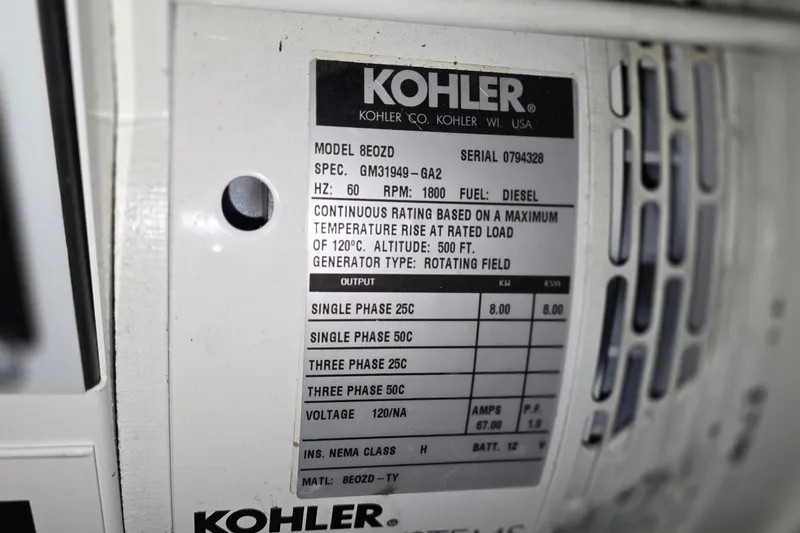 KOHLER®
KOHLER CO. KOHLER WI. USA
MODEL 8EOZD SERIAL 0794328
SPEC. GM31949-GA2
HZ: 60 RPM: 1800 FUEL: DIESEL
CONTINUOUS RATING BASED ON A MAXIMUM
TEMPERATURE RISE AT RATED LOAD
OF 120ºC. ALTITUDE: 500 FT.
GENERATOR TYPE: ROTATING FIELD
OUTPUT KW KVA
SINGLE PHASE 25C 8.00 8.00
SINGLE PHASE 50C
THREE PHASE 25C
THREE PHASE 50C
VOLTAGE 120/NA AMPS 67.00 P.F. 1.0
INS. NEMA CLASS H BATT. 12 V
MATL: 8EOZD-TY
KOHLER®